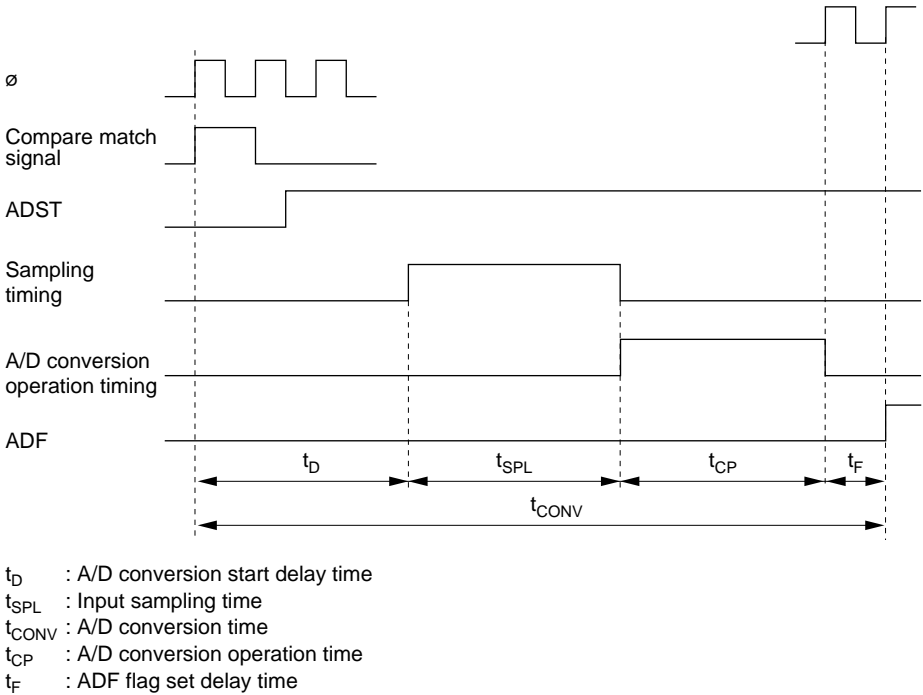 ø
Compare match
signal
ADST
Sampling
timing
A/D conversion
operation timing
ADF
tD tSPL tCP tF
tCONV
tD : A/D conversion start delay time
tSPL : Input sampling time
tCONV : A/D conversion time
tCP : A/D conversion operation time
tF : ADF flag set delay time